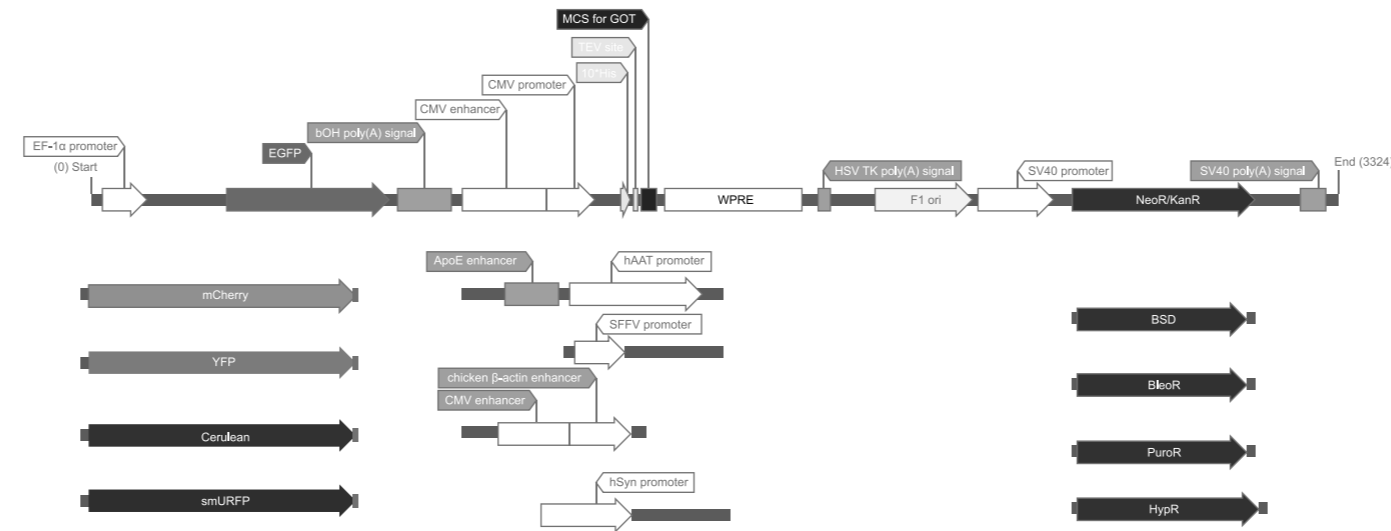 MCS for GOT
TEV site
10*His
CMV promoter
CMV enhancer
bOH poly(A) signal
EGFP
EF-1α promoter
(0) Start
HSV TK poly(A) signal
SV40 promoter
SV40 poly(A) signal
End (3324)
WPRE
F1 ori
NeoR/KanR
ApoE enhancer
hAAT promoter
mCherry
SFFV promoter
BSD
YFP
chicken β-actin enhancer
CMV enhancer
BleoR
Cerulean
PuroR
hSyn promoter
smURFP
HypR